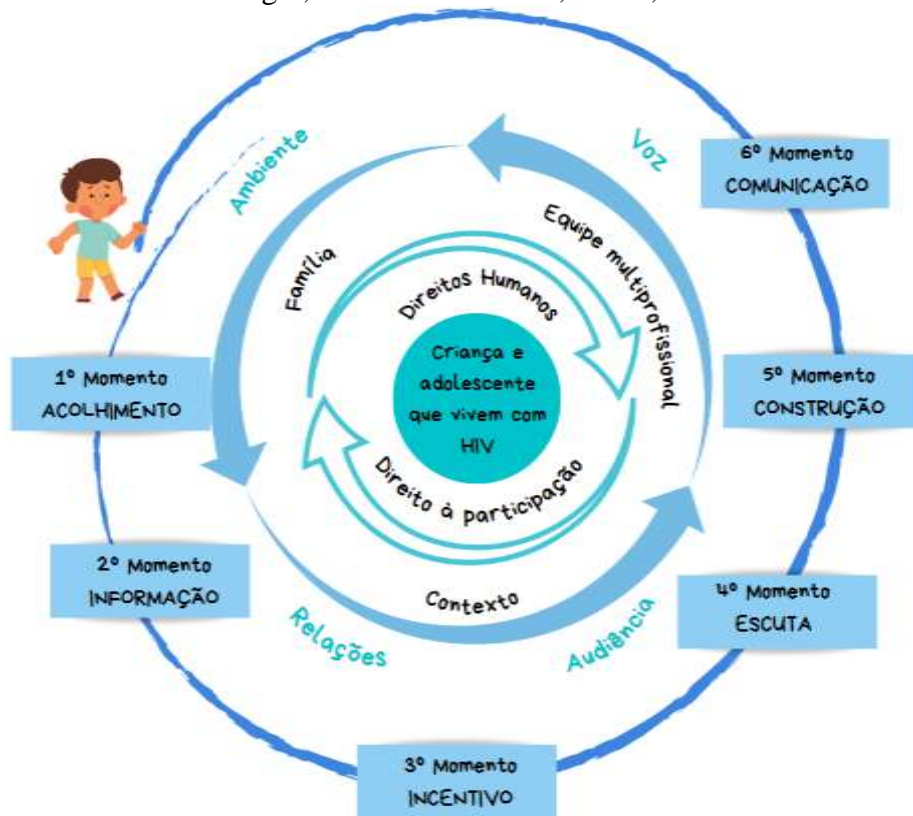 Ambiente
Voz
6º Momento
COMUNICAÇÃO
Família
Equipe multiprofissional
Direitos Humanos
Criança e
adolescente
que vivem com
HIV
Direito à participação
1º Momento
ACOLHIMENTO
5º Momento
CONSTRUÇÃO
2º Momento
INFORMAÇÃO
Contexto
Relações
Audiência
4º Momento
ESCUTA
3º Momento
INCENTIVO